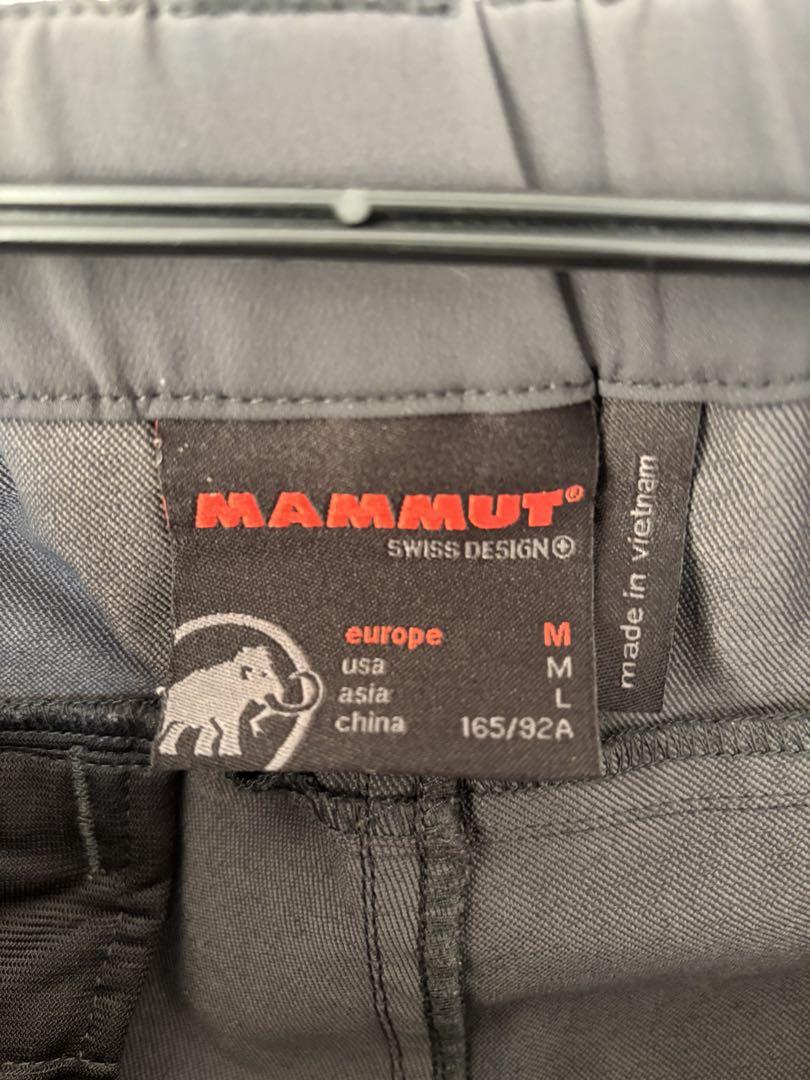 MAMMUT®
SWISS DESIGN
europe M
usa M
asia L
china 165/92A
made in vietnam